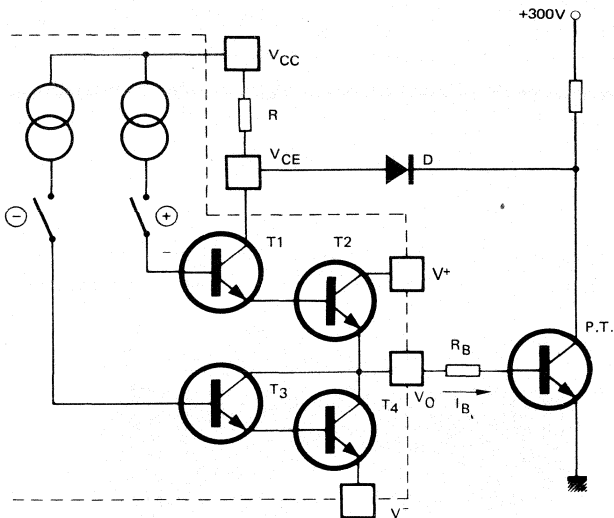 +300V
VCC
R
VCE
D
−
+
−
T1
T2
V+
P.T.
RB
T3
T4
VO
IB
V−